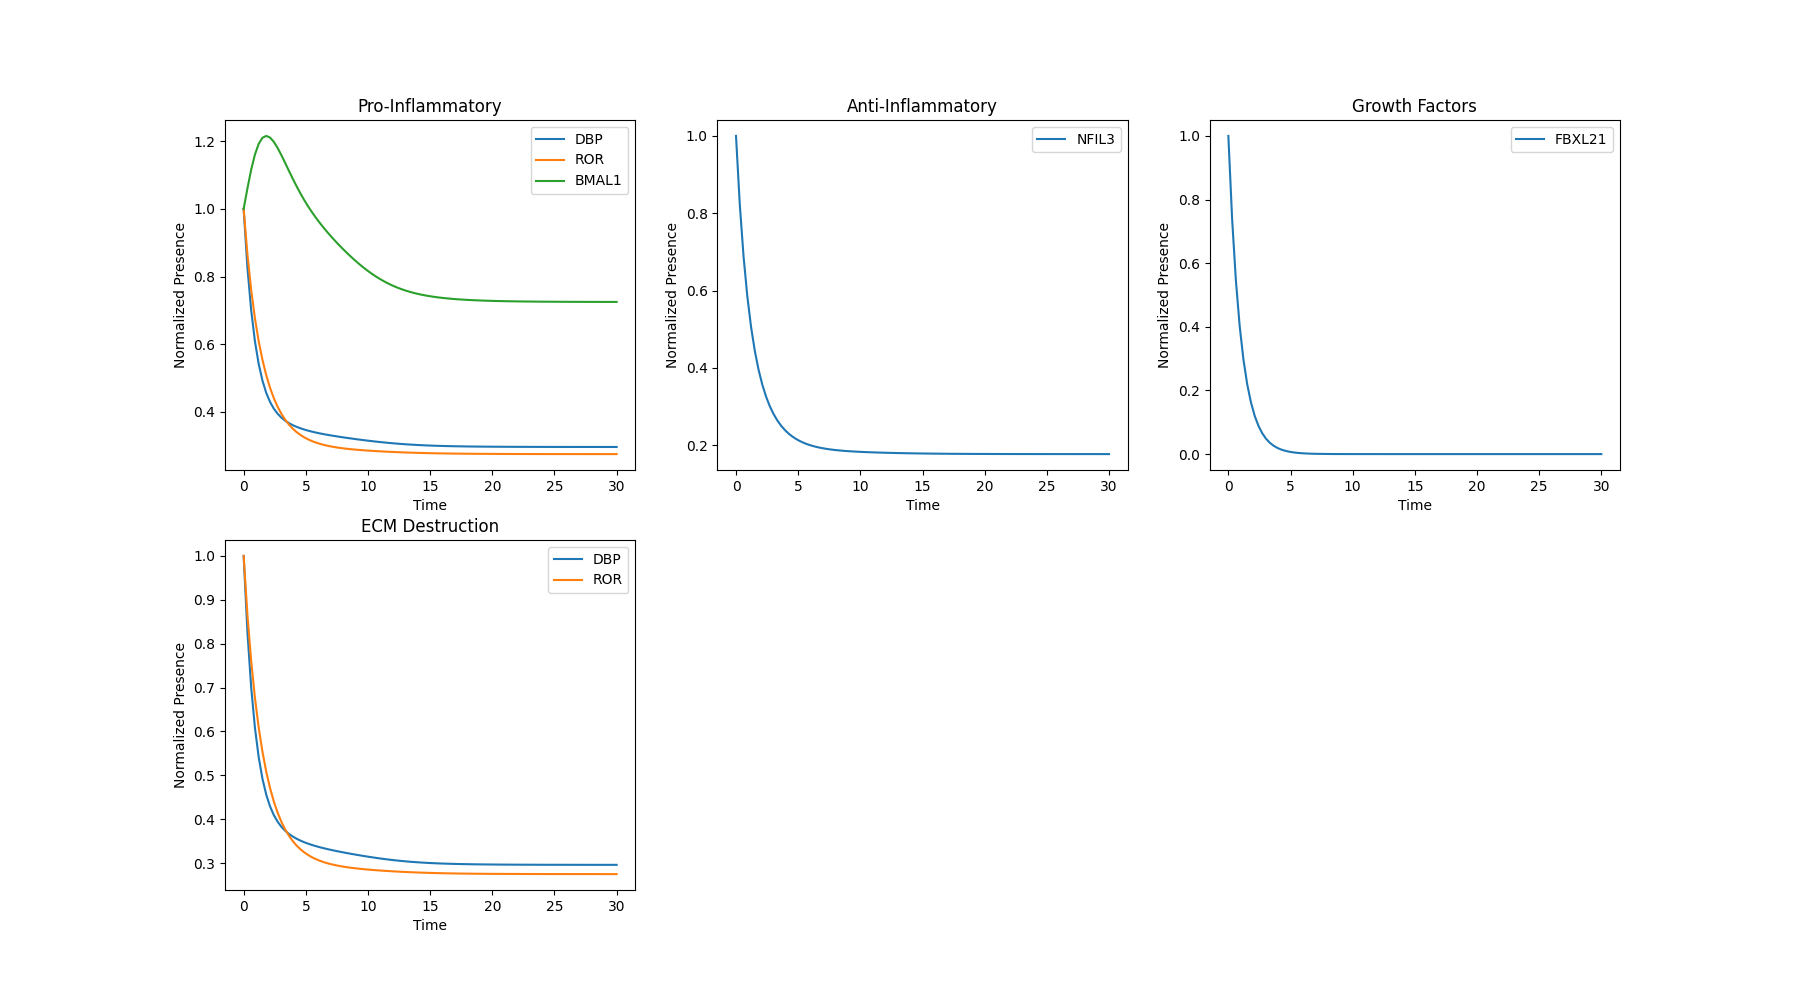 Pro-Inflammatory
Normalized Presence
1.2
1.0
0.8
0.6
0.4
DBP
ROR
BMAL1
0 5 10 15 20 25 30
Time
Anti-Inflammatory
Normalized Presence
1.0
0.8
0.6
0.4
0.2
NFIL3
0 5 10 15 20 25 30
Time
Growth Factors
Normalized Presence
1.0
0.8
0.6
0.4
0.2
0.0
FBXL21
0 5 10 15 20 25 30
Time
ECM Destruction
Normalized Presence
1.0
0.9
0.8
0.7
0.6
0.5
0.4
0.3
DBP
ROR
0 5 10 15 20 25 30
Time